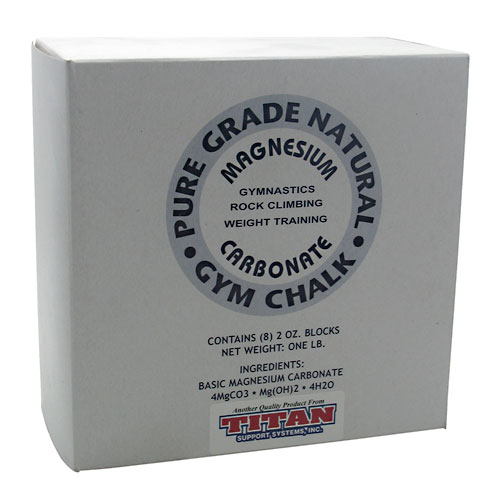 PURE GRADE NATURAL
MAGNESIUM
GYMNASTICS
ROCK CLIMBING
WEIGHT TRAINING
CARBONATE
• GYM CHALK •
CONTAINS (8) 2 OZ. BLOCKS
NET WEIGHT: ONE LB.
INGREDIENTS:
BASIC MAGNESIUM CARBONATE
4MgCO3 • Mg(OH)2 • 4H2O
Another Quality Product From
TITAN
SUPPORT SYSTEMS, INC.